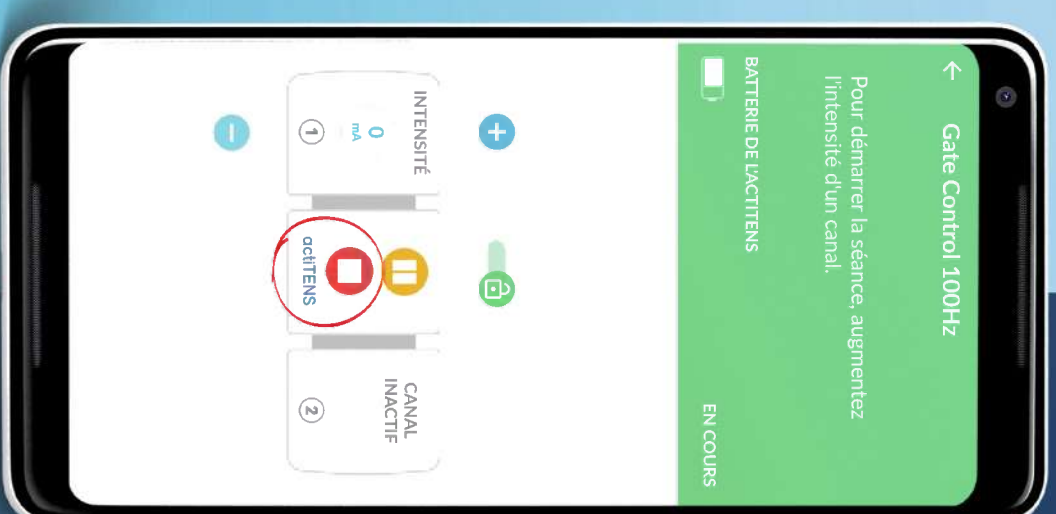 Gate Control 100Hz
Pour démarrer la séance, augmentez
l'intensité d'un canal.
BATTERIE DE L'ACTITENS
EN COURS
INTENSITÉ
0
mA
1
actiTENS
CANAL
INACTIF
2